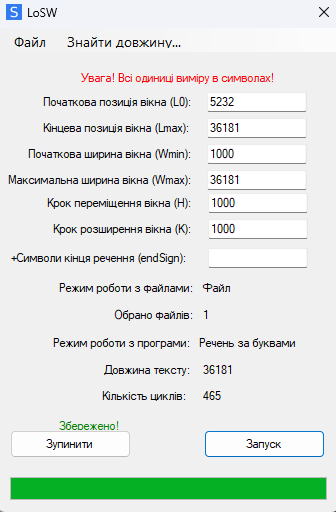 LoSW
Файл Знайти довжину...
Увага! Всі одиниці виміру в символах!
Початкова позиція вікна (L0): 5232
Кінцева позиція вікна (Lmax): 36181
Початкова ширина вікна (Wmin): 1000
Максимальна ширина вікна (Wmax): 36181
Крок переміщення вікна (H): 1000
Крок розширення вікна (K): 1000
+Символи кінця речення (endSign):
Режим роботи з файлами: Файл
Обрано файлів: 1
Режим роботи з програми: Речень за буквами
Довжина тексту: 36181
Кількість циклів: 465
Збережено!
Зупинити Запуск